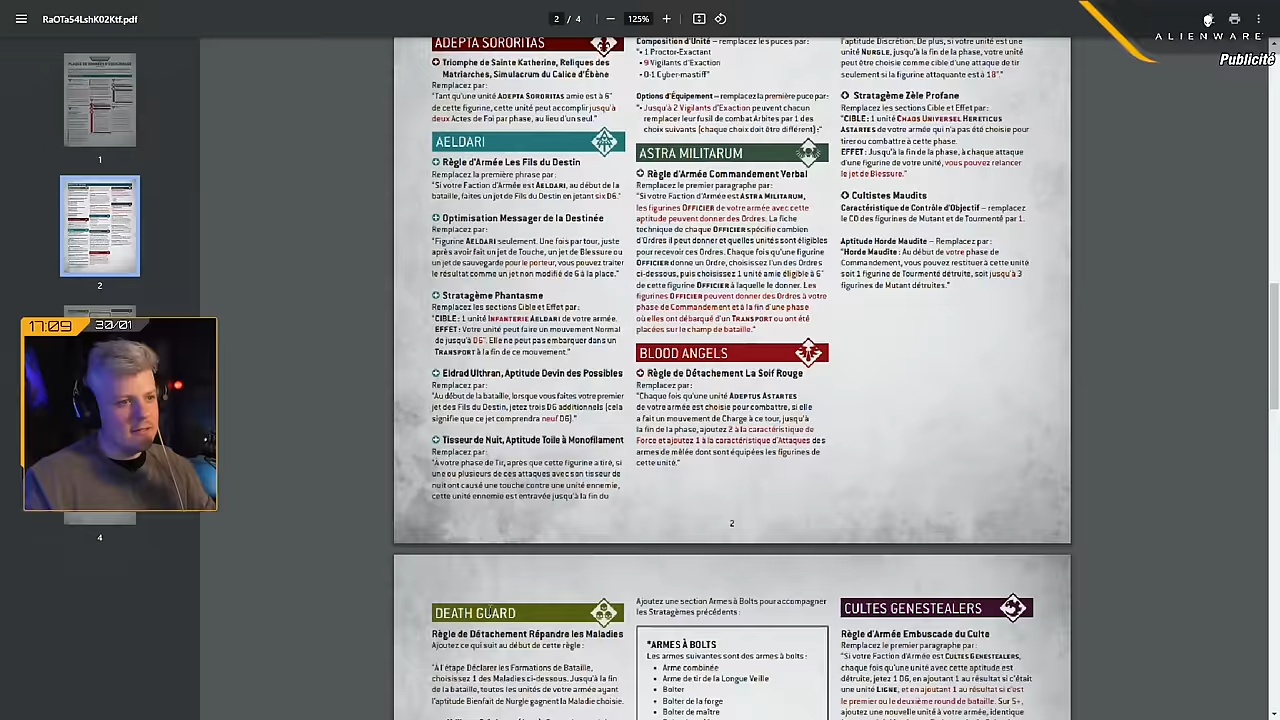 RaOTa54LshK02Ktf.pdf
2 / 4
125%
ALIENWARE
Publicité
1
2
4
17:09
30/01
ADEPTA SORORITAS
Triomphe de Sainte Katherine, Reliques des
Matriarches, Simulacrum du Calice d'Ébène
Remplacez par:
"Tant qu'une unité ADEPTA SORORITAS amie est à 6"
de cette figurine, cette unité peut accomplir jusqu'à
deux Actes de Foi par phase, au lieu d'un seul."
AELDARI
Règle d'Armée Les Fils du Destin
Remplacez la première phrase par:
"Si votre Faction d'Armée est AELDARI, au début de la
bataille, faites un jet de Fils du Destin en jetant six D6."
Optimisation Messager de la Destinée
Remplacez par:
"Figurine AELDARI seulement. Une fois par tour, juste
après avoir fait un jet de Touche, un jet de Blessure ou
un jet de sauvegarde pour le porteur, vous pouvez traiter
le résultat comme un jet non modifié de 6 à la place."
Stratagème Phantasme
Remplacez les sections Cible et Effet par:
"CIBLE: 1 unité INFANTERIE AELDARI de votre armée.
EFFET: Votre unité peut faire un mouvement Normal
de jusqu'à D6". Elle ne peut pas embarquer dans un
TRANSPORT à la fin de ce mouvement."
Eldrad Ulthran, Aptitude Devin des Possibles
Remplacez par:
"Au début de la bataille, lorsque vous faites votre premier
jet des Fils du Destin, jetez trois D6 additionnels (cela
signifie que ce jet comprendra neuf D6)."
Tisseur de Nuit, Aptitude Toile à Monofilament
Remplacez par:
"À votre phase de Tir, après que cette figurine a tiré, si
une ou plusieurs de ces attaques avec son tisseur de
nuit ont causé une touche contre une unité ennemie,
cette unité ennemie est entravée jusqu'à la fin du
Composition d'Unité – remplacez les puces par:
"• 1 Proctor-Exactant
• 9 Vigilants d'Exaction
• 0-1 Cyber-mastiff"
Options d'Équipement – remplacez la première puce par:
"• Jusqu'à 2 Vigilants d'Exaction peuvent chacun
remplacer leur fusil de combat Arbites par 1 des
choix suivants (chaque choix doit être différent):"
ASTRA MILITARUM
Règle d'Armée Commandement Verbal
Remplacez le premier paragraphe par:
"Si votre Faction d'Armée est ASTRA MILITARUM,
les figurines OFFICIER de votre armée avec cette
aptitude peuvent donner des Ordres. La fiche
technique de chaque OFFICIER spécifie combien
d'Ordres il peut donner et quelles unités sont éligibles
pour recevoir ces Ordres. Chaque fois qu'une figurine
OFFICIER donne un Ordre, choisissez l'un des Ordres
ci-dessous, puis choisissez 1 unité amie éligible à 6"
de cette figurine OFFICIER à laquelle le donner. Les
figurines OFFICIER peuvent donner des Ordres à votre
phase de Commandement et à la fin d'une phase
où elles ont débarqué d'un TRANSPORT ou ont été
placées sur le champ de bataille."
BLOOD ANGELS
Règle de Détachement La Soif Rouge
Remplacez par:
"Chaque fois qu'une unité ADEPTUS ASTARTES
de votre armée est choisie pour combattre, si elle
a fait un mouvement de Charge à ce tour, jusqu'à
la fin de la phase, ajoutez 2 à la caractéristique de
Force et ajoutez 1 à la caractéristique d'Attaques des
armes de mêlée dont sont équipées les figurines de
cette unité."
l'aptitude Discrétion. De plus, si votre unité est une
unité NURGLE, jusqu'à la fin de la phase, votre unité
peut être choisie comme cible d'une attaque de tir
seulement si la figurine attaquante est à 18"."
Stratagème Zèle Profane
Remplacez les sections Cible et Effet par:
"CIBLE: 1 unité CHAOS UNIVERSEL HERETICUS
ASTARTES de votre armée qui n'a pas été choisie pour
tirer ou combattre à cette phase.
EFFET: Jusqu'à la fin de la phase, à chaque attaque
d'une figurine de votre unité, vous pouvez relancer
le jet de Blessure."
Cultistes Maudits
Caractéristique de Contrôle d'Objectif – remplacez
le CO des figurines de Mutant et de Tourmenté par 1.
Aptitude Horde Maudite – Remplacez par:
"Horde Maudite: Au début de votre phase de
Commandement, vous pouvez restituer à cette unité
soit 1 figurine de Tourmenté détruite, soit jusqu'à 3
figurines de Mutant détruites."
2
DEATH GUARD
Règle de Détachement Répandre les Maladies
Ajoutez ce qui suit au début de cette règle:
"À l'étape Déclarer les Formations de Bataille,
choisissez 1 des Maladies ci-dessous. Jusqu'à la fin
de la bataille, toutes les unités de votre armée ayant
l'aptitude Bienfait de Nurgle gagnent la Maladie choisie.
Ajoutez une section Armes à Bolts pour accompagner
les Stratagèmes précédents:
*ARMES À BOLTS
Les armes suivantes sont des armes à bolts:
• Arme combinée
• Arme de tir de la Longue Veille
• Bolter
• Bolter de la forge
• Bolter de maître
CULTES GENESTEALERS
Règle d'Armée Embuscade du Culte
Remplacez le premier paragraphe par:
"Si votre Faction d'Armée est CULTES GENESTEALERS,
chaque fois qu'une unité avec cette aptitude est
détruite, jetez 1 D6, en ajoutant 1 au résultat si c'était
une unité LIGNE, et en ajoutant 1 au résultat si c'est
le premier ou le deuxième round de bataille. Sur 5+,
ajoutez une nouvelle unité à votre armée, identique